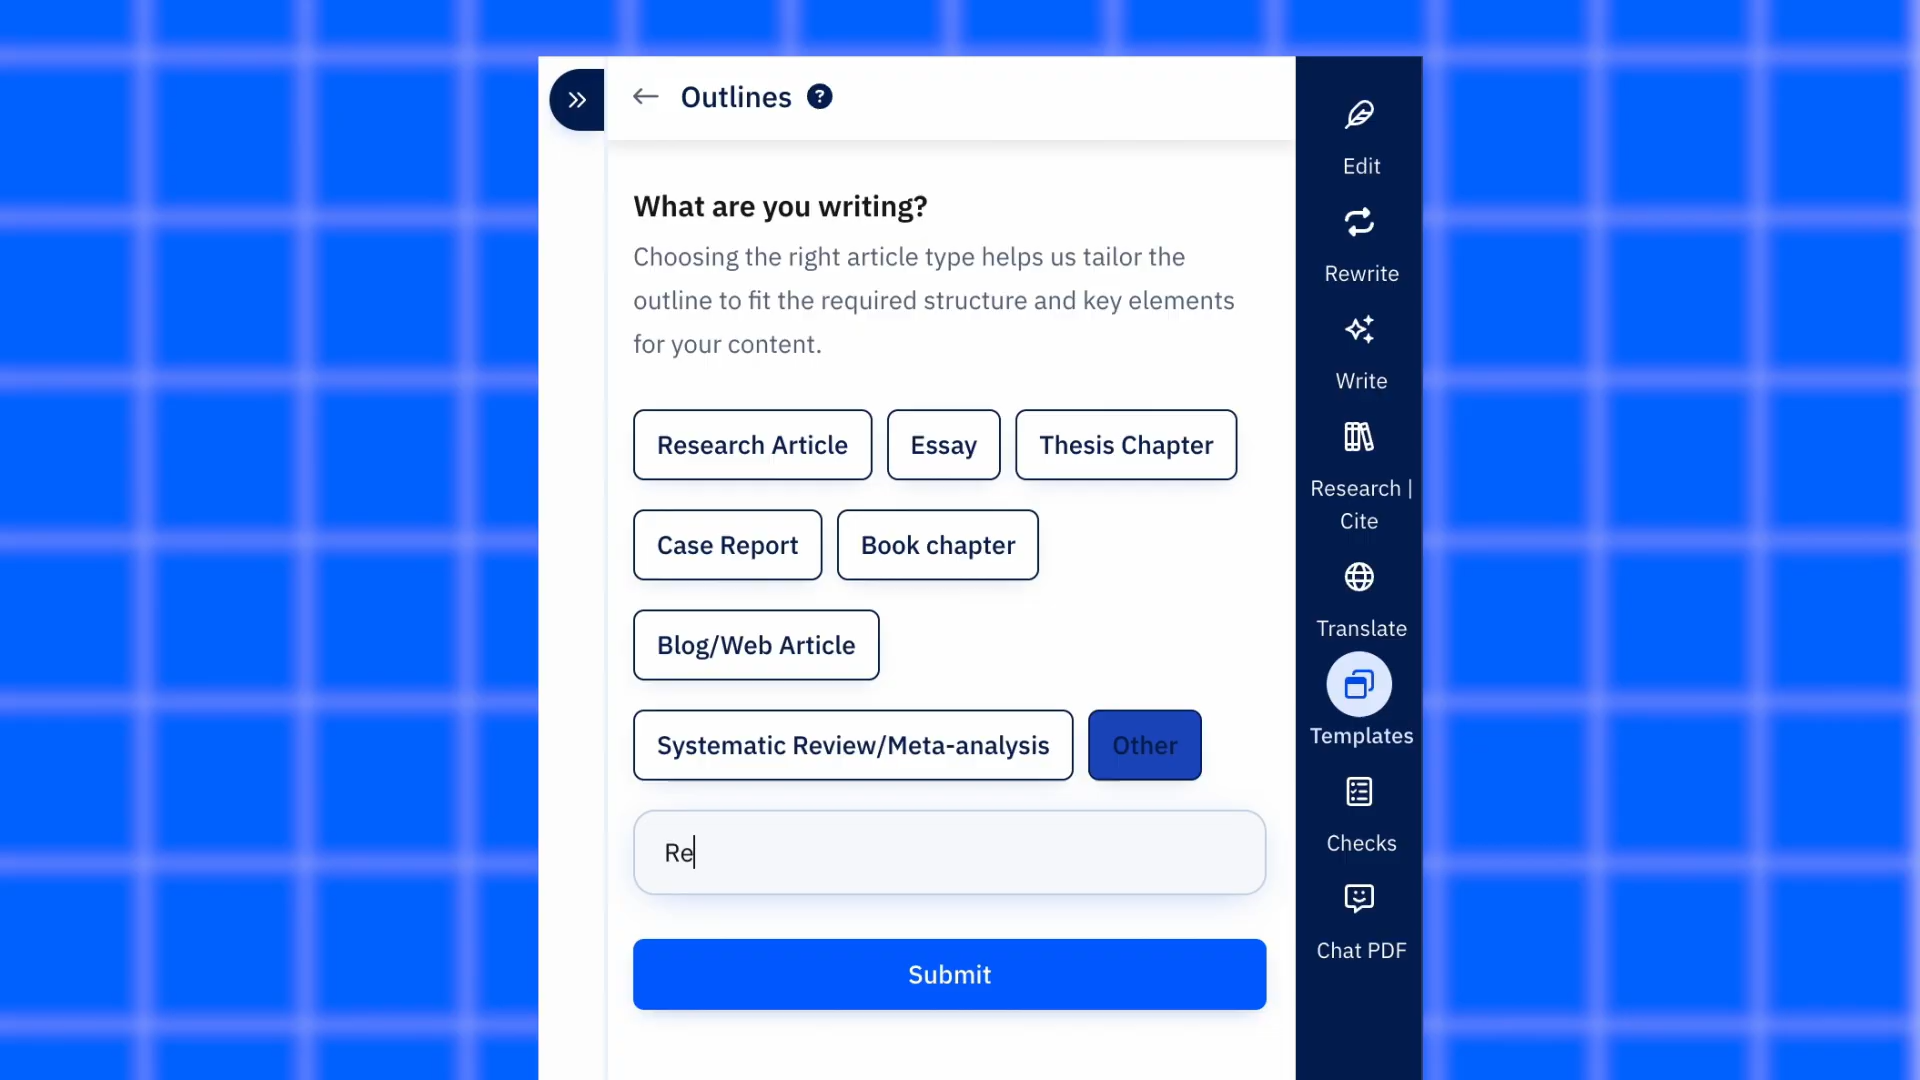 Outlines ?
What are you writing?
Choosing the right article type helps us tailor the
outline to fit the required structure and key elements
for your content.
Research Article Essay Thesis Chapter
Case Report Book chapter
Blog/Web Article
Systematic Review/Meta-analysis Other
Re
Submit
Edit
Rewrite
Write
Research |
Cite
Translate
Templates
Checks
Chat PDF